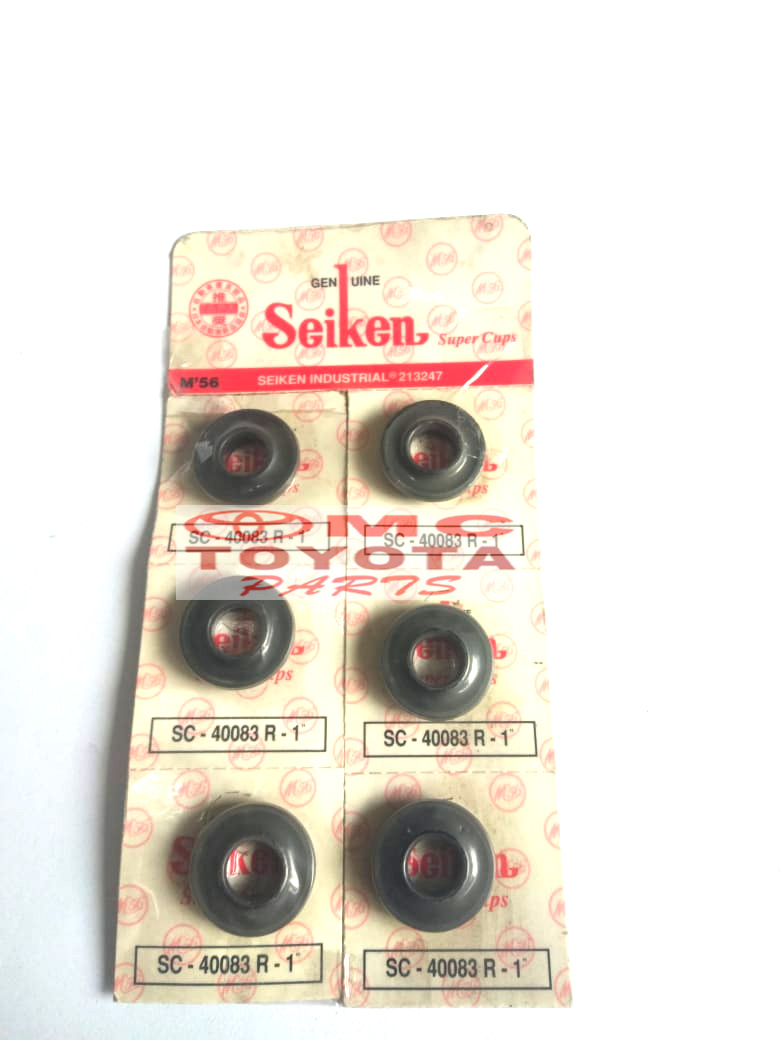 GENUINE
Seiken Super Cups
M'56 SEIKEN INDUSTRIAL® 213247
SC - 40083 R - 1" SC - 40083 R - 1"
OMC
TOYOTA
PARTS
SC - 40083 R - 1" SC - 40083 R - 1"
SC - 40083 R - 1" SC - 40083 R - 1"